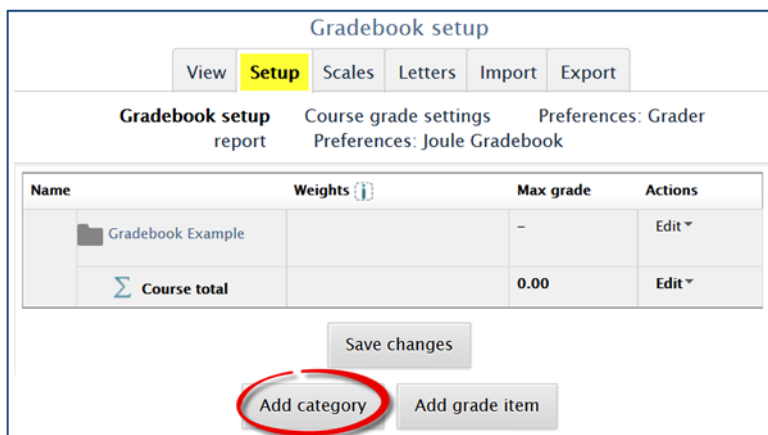 Gradebook setup
View Setup Scales Letters Import Export
Gradebook setup Course grade settings Preferences: Grader
report Preferences: Joule Gradebook
Name Weights i Max grade Actions
Gradebook Example – Edit
Σ Course total 0.00 Edit
Save changes
Add category Add grade item